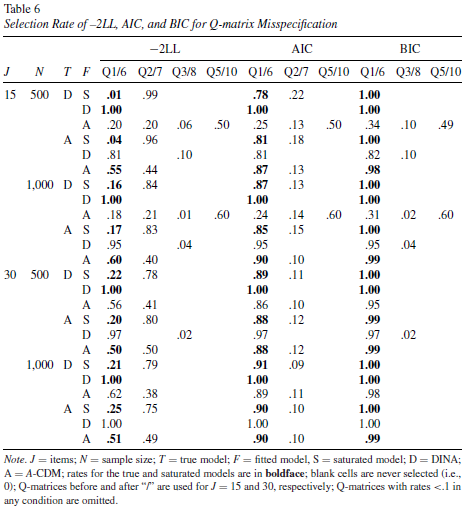 Table 6
Selection Rate of –2LL, AIC, and BIC for Q-matrix Misspecification
–2LL AIC BIC
J N T F Q1/6 Q2/7 Q3/8 Q5/10 Q1/6 Q2/7 Q5/10 Q1/6 Q3/8 Q5/10
15 500 D S .01 .99 .78 .22 1.00
D 1.00 1.00 1.00
A .20 .20 .06 .50 .25 .13 .50 .34 .10 .49
A S .04 .96 .81 .18 1.00
D .81 .10 .81 .82 .10
A .55 .44 .87 .13 .98
1,000 D S .16 .84 .87 .13 1.00
D 1.00 1.00 1.00
A .18 .21 .01 .60 .24 .14 .60 .31 .02 .60
A S .17 .83 .85 .15 1.00
D .95 .04 .95 .95 .04
A .60 .40 .90 .10 .99
30 500 D S .22 .78 .89 .11 1.00
D 1.00 1.00 1.00
A .56 .41 .86 .10 .95
A S .20 .80 .88 .12 .99
D .97 .02 .97 .97 .02
A .50 .50 .88 .12 .99
1,000 D S .21 .79 .91 .09 1.00
D 1.00 1.00 1.00
A .62 .38 .89 .11 .98
A S .25 .75 .90 .10 1.00
D 1.00 1.00 1.00
A .51 .49 .90 .10 .99
Note. J = items; N = sample size; T = true model; F = fitted model, S = saturated model; D = DINA;
A = A-CDM; rates for the true and saturated models are in boldface; blank cells are never selected (i.e.,
0); Q-matrices before and after “/” are used for J = 15 and 30, respectively; Q-matrices with rates <.1 in
any condition are omitted.